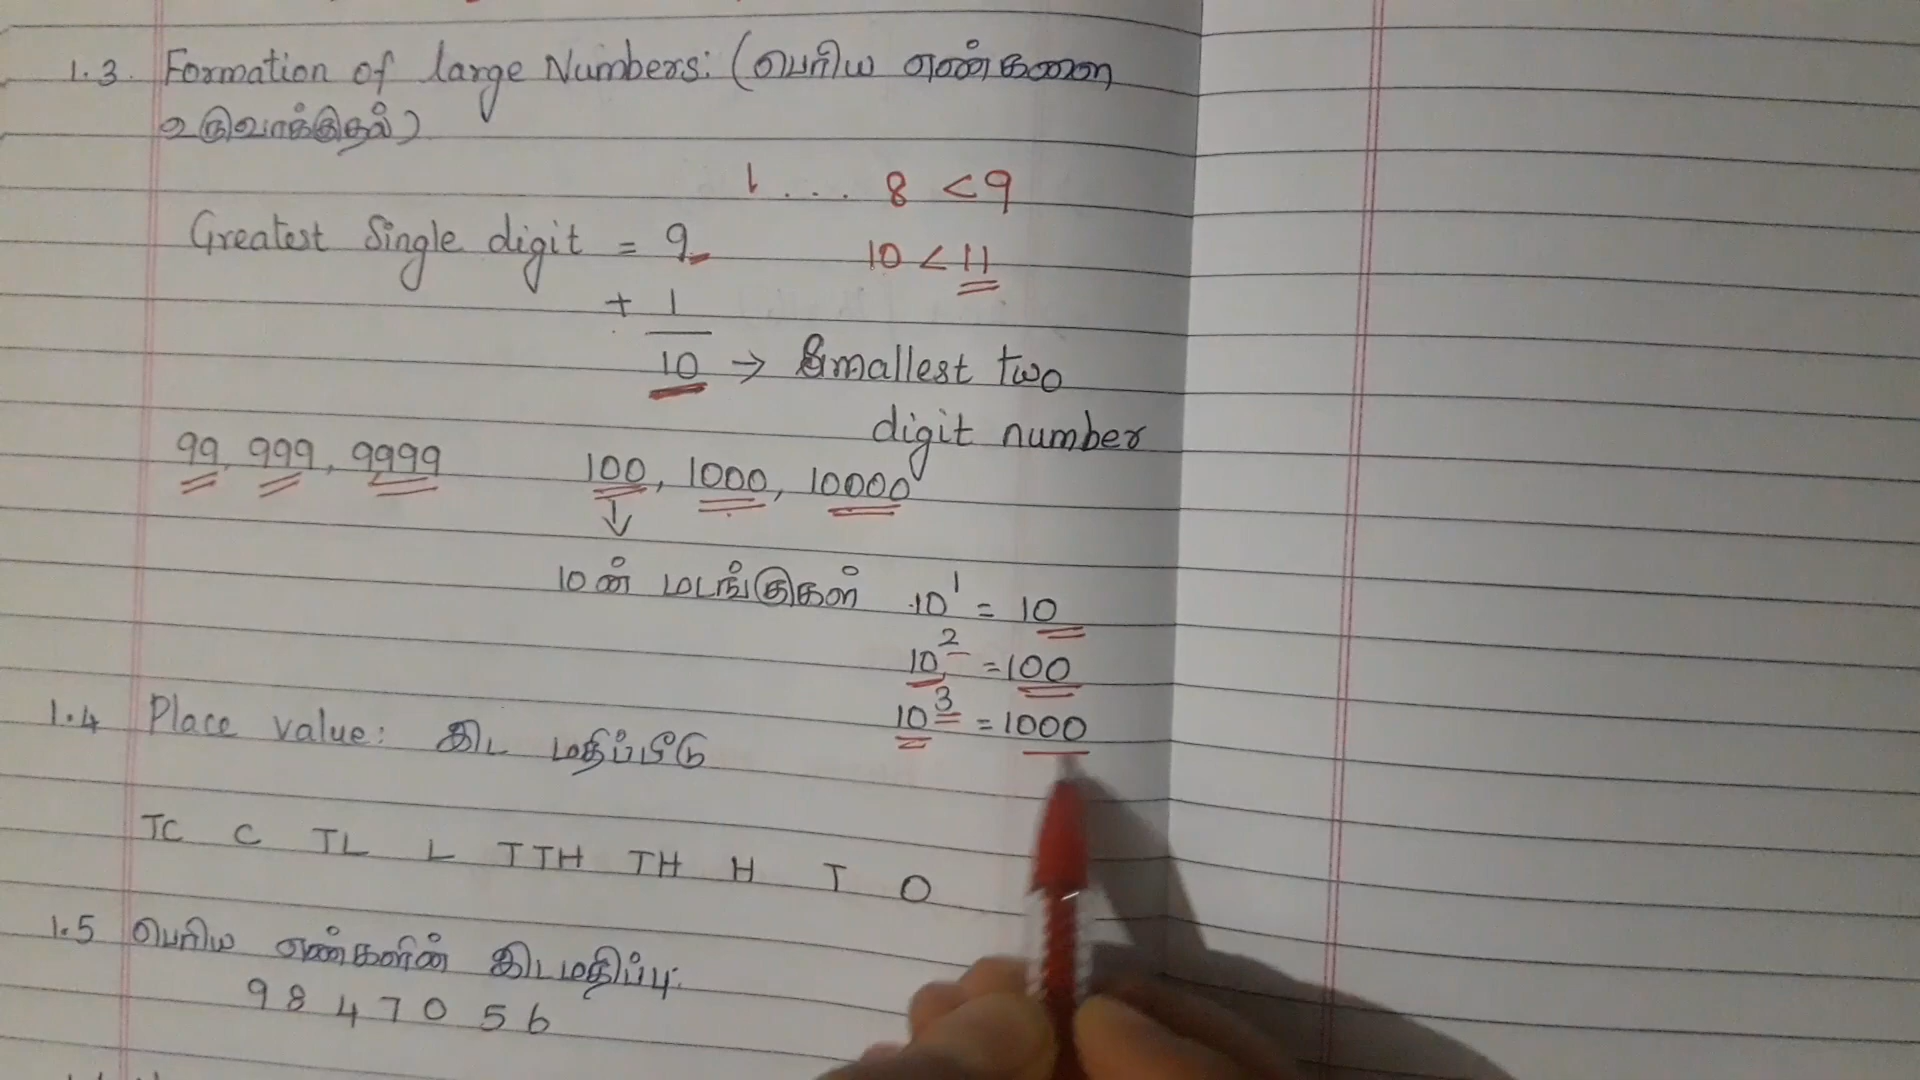 1.3. Formation of large Numbers: (பெரிய எண்களை
உருவாக்குதல்)
1 .... 8 < 9
Greatest Single digit = 9
10 < 11
+ 1
10 → Smallest two
digit number
99, 999, 9999 100, 1000, 10000
↓
10ன் மடங்குகள் 10¹ = 10
10² = 100
10³ = 1000
1.4 Place value: இட மதிப்பீடு
TC C TL L TTH TH H T O
1.5 பெரிய எண்களின் இடமதிப்பு:
9 8 4 7 0 5 6